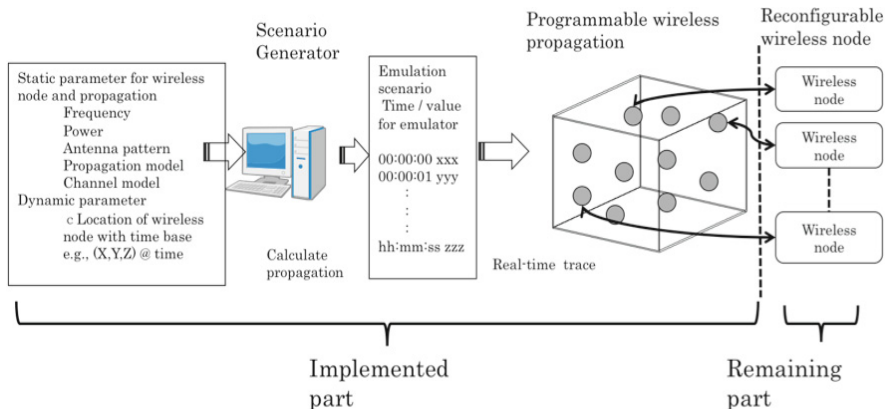 Programmable wireless
propagation
Reconfigurable
wireless node
Scenario
Generator
Static parameter for wireless
node and propagation
Frequency
Power
Antenna pattern
Propagation model
Channel model
Dynamic parameter
c Location of wireless
node with time base
e.g., (X,Y,Z) @ time
Calculate
propagation
Emulation
scenario
Time / value
for emulator
00:00:00 xxx
00:00:01 yyy
:
:
:
hh:mm:ss zzz
Real-time trace
Wireless
node
Wireless
node
Wireless
node
Implemented
part
Remaining
part